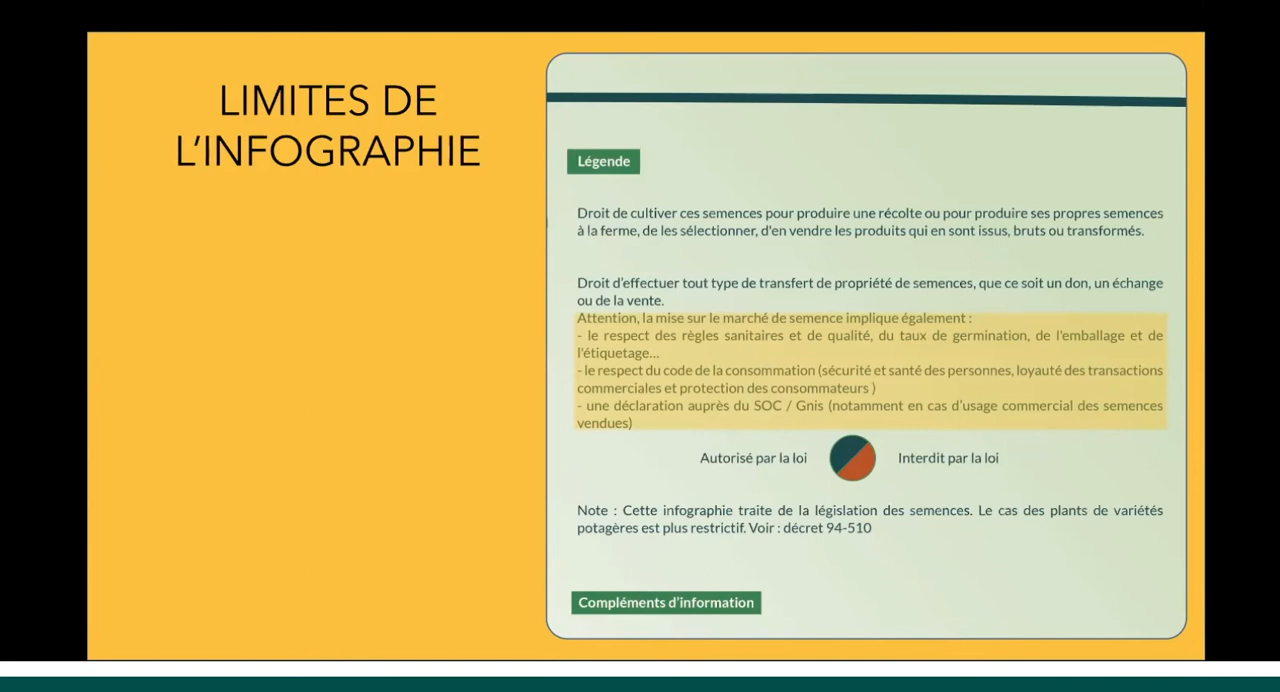 LIMITES DE
L'INFOGRAPHIE
Légende
Droit de cultiver ces semences pour produire une récolte ou pour produire ses propres semences
à la ferme, de les sélectionner, d'en vendre les produits qui en sont issus, bruts ou transformés.
Droit d'effectuer tout type de transfert de propriété de semences, que ce soit un don, un échange
ou de la vente.
Attention, la mise sur le marché de semence implique également :
- le respect des règles sanitaires et de qualité, du taux de germination, de l'emballage et de
l'étiquetage...
- le respect du code de la consommation (sécurité et santé des personnes, loyauté des transactions
commerciales et protection des consommateurs )
- une déclaration auprès du SOC / Gnis (notamment en cas d'usage commercial des semences
vendues)
Autorisé par la loi Interdit par la loi
Note : Cette infographie traite de la législation des semences. Le cas des plants de variétés
potagères est plus restrictif. Voir : décret 94-510
Compléments d'information